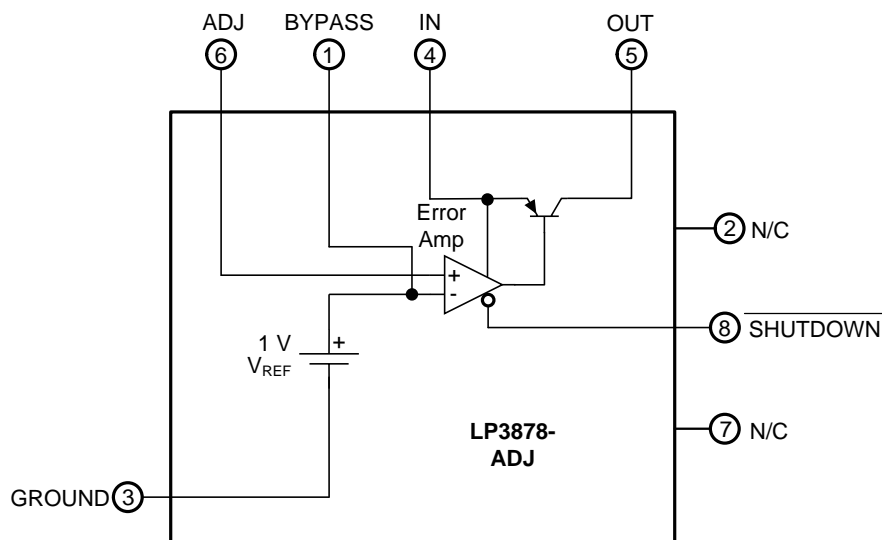 ADJ BYPASS IN OUT
6 1 4 5
Error
Amp
2 N/C
+
-
8 SHUTDOWN
1 V +
VREF
7 N/C
LP3878-
ADJ
GROUND 3